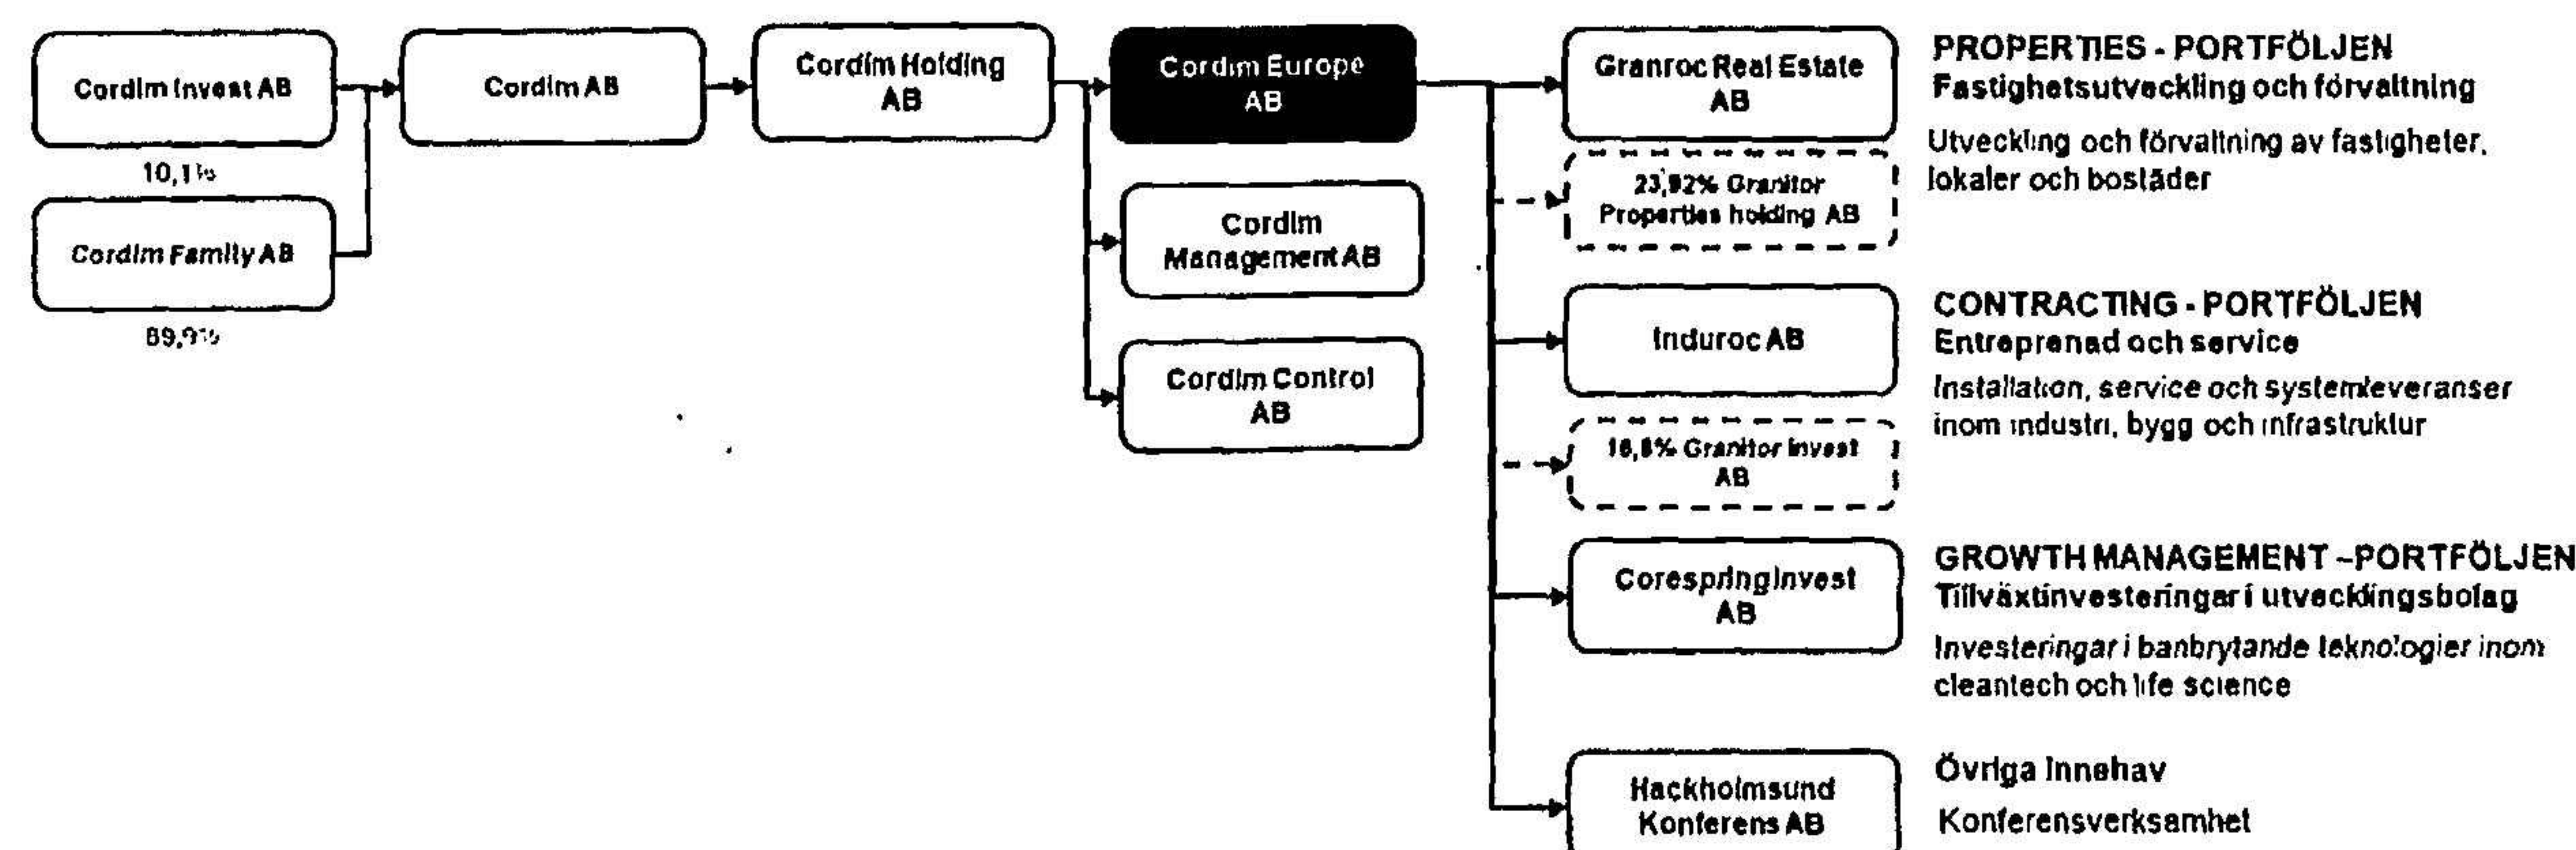 Cordim Invest AB
10,1%
Cordim Family AB
89,9%
Cordim AB
Cordim Holding
AB
Cordim Europe
AB
Cordim
Management AB
Cordim Control
AB
Granroc Real Estate
AB
23,92% Granitor
Properties holding AB
Induroc AB
16,8% Granitor Invest
AB
Corespring Invest
AB
Hackholmsund
Konferens AB
PROPERTIES - PORTFÖLJEN
Fastighetsutveckling och förvaltning
Utveckling och förvaltning av fastigheter,
lokaler och bostäder
CONTRACTING - PORTFÖLJEN
Entreprenad och service
Installation, service och systemleveranser
inom industri, bygg och infrastruktur
GROWTH MANAGEMENT –PORTFÖLJEN
Tillväxtinvesteringar i utvecklingsbolag
Investeringar i banbrytande teknologier inom
cleantech och life science
Övriga Innehav
Konferensverksamhet